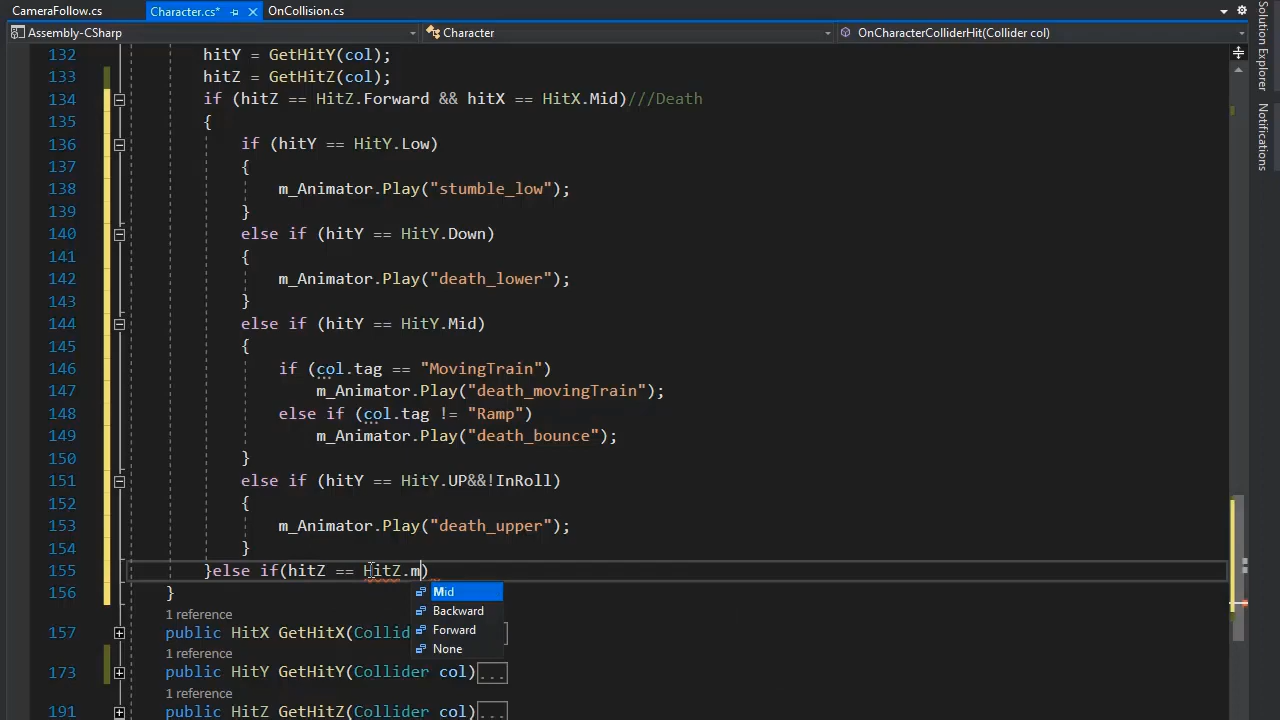 CameraFollow.cs Character.cs* OnCollision.cs
Assembly-CSharp Character OnCharacterColliderHit(Collider col)
Solution Explorer
Notifications
132 hitY = GetHitY(col);
133 hitZ = GetHitZ(col);
134 if (hitZ == HitZ.Forward && hitX == HitX.Mid)///Death
135 {
136 if (hitY == HitY.Low)
137 {
138 m_Animator.Play("stumble_low");
139 }
140 else if (hitY == HitY.Down)
141 {
142 m_Animator.Play("death_lower");
143 }
144 else if (hitY == HitY.Mid)
145 {
146 if (col.tag == "MovingTrain")
147 m_Animator.Play("death_movingTrain");
148 else if (col.tag != "Ramp")
149 m_Animator.Play("death_bounce");
150 }
151 else if (hitY == HitY.UP&&!InRoll)
152 {
153 m_Animator.Play("death_upper");
154 }
155 }else if(hitZ == HitZ.m)
156 }
Mid
Backward
Forward
None
1 reference
157 public HitX GetHitX(Collid
1 reference
173 public HitY GetHitY(Collider col)...
1 reference
191 public HitZ GetHitZ(Collider col)...